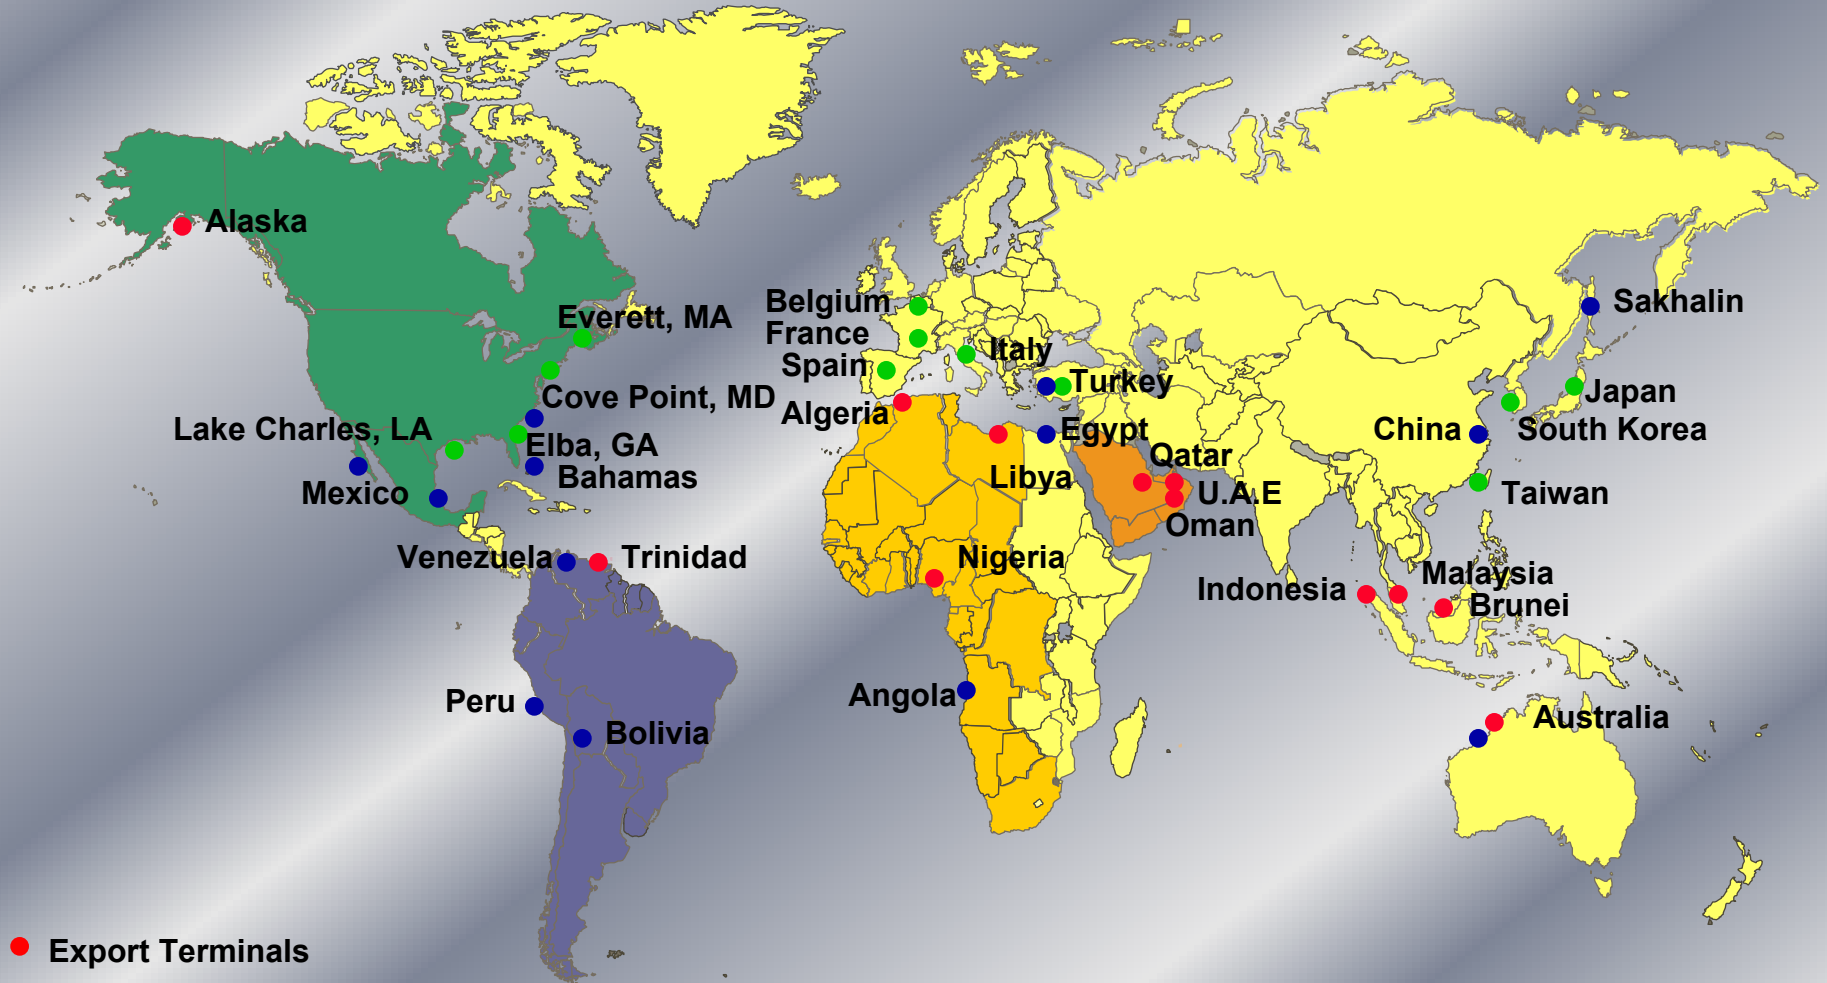 Alaska
Everett, MA
Cove Point, MD
Lake Charles, LA
Elba, GA
Bahamas
Mexico
Venezuela
Trinidad
Peru
Bolivia
Belgium
France
Spain
Italy
Turkey
Algeria
Egypt
Libya
Qatar
U.A.E
Oman
Nigeria
Angola
Sakhalin
Japan
South Korea
China
Taiwan
Indonesia
Malaysia
Brunei
Australia
Export Terminals